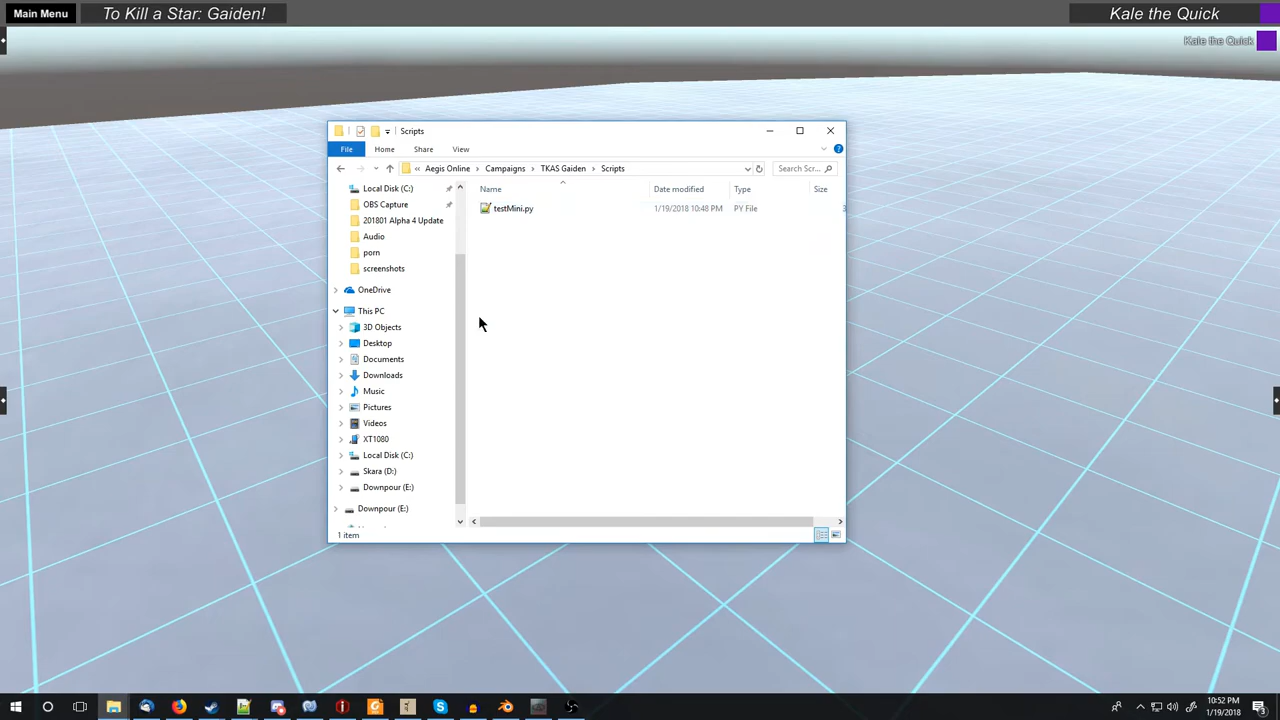 Main Menu
To Kill a Star: Gaiden!
Kale the Quick
Kale the Quick
Scripts
File
Home
Share
View
« Aegis Online > Campaigns > TKAS Gaiden > Scripts
Search Scr...
Local Disk (C:)
OBS Capture
201801 Alpha 4 Update
Audio
porn
screenshots
OneDrive
This PC
3D Objects
Desktop
Documents
Downloads
Music
Pictures
Videos
XT1080
Local Disk (C:)
Skara (D:)
Downpour (E:)
Downpour (E:)
Name
Date modified
Type
Size
testMini.py
1/19/2018 10:48 PM
PY File
1 item
10:52 PM
1/19/2018